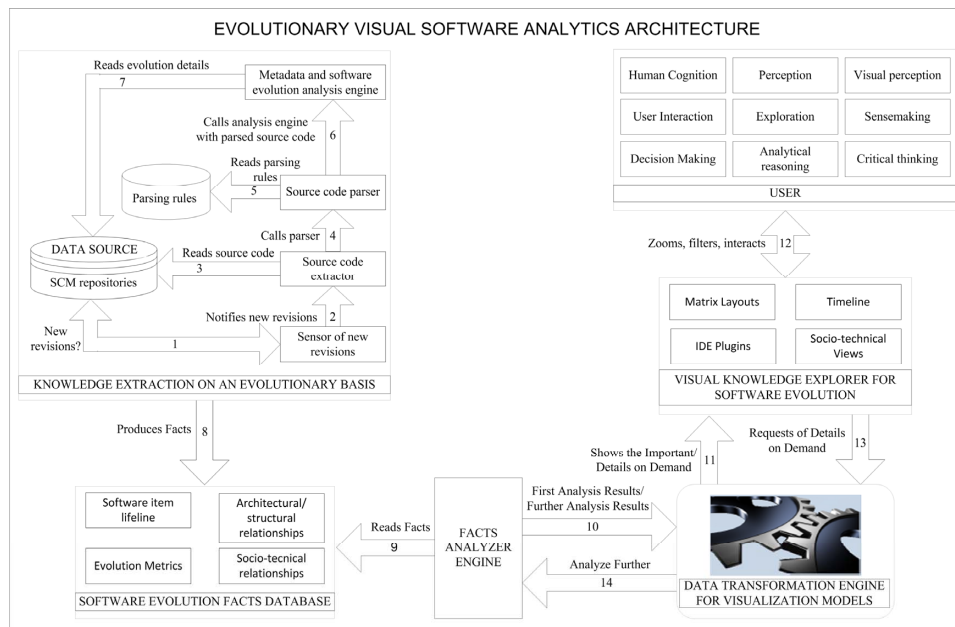 EVOLUTIONARY VISUAL SOFTWARE ANALYTICS ARCHITECTURE
Reads evolution details
7
Metadata and software
evolution analysis engine
Calls analysis engine
with parsed source code
6
Reads parsing
rules
5
Parsing rules
Source code parser
Calls parser
4
DATA SOURCE
SCM repositories
Reads source code
3
Source code
extractor
Notifies new revisions
2
New
revisions?
1
Sensor of new
revisions
KNOWLEDGE EXTRACTION ON AN EVOLUTIONARY BASIS
Human Cognition
Perception
Visual perception
User Interaction
Exploration
Sensemaking
Decision Making
Analytical
reasoning
Critical thinking
USER
Zooms, filters, interacts
12
Matrix Layouts
Timeline
IDE Plugins
Socio-technical
Views
VISUAL KNOWLEDGE EXPLORER FOR
SOFTWARE EVOLUTION
Produces Facts
8
Shows the Important/
Details on Demand
11
Requests of Details
on Demand
13
Software item
lifeline
Architectural/
structural
relationships
Evolution Metrics
Socio-tecnical
relationships
SOFTWARE EVOLUTION FACTS DATABASE
Reads Facts
9
FACTS
ANALYZER
ENGINE
First Analysis Results/
Further Analysis Results
10
Analyze Further
14
DATA TRANSFORMATION ENGINE
FOR VISUALIZATION MODELS